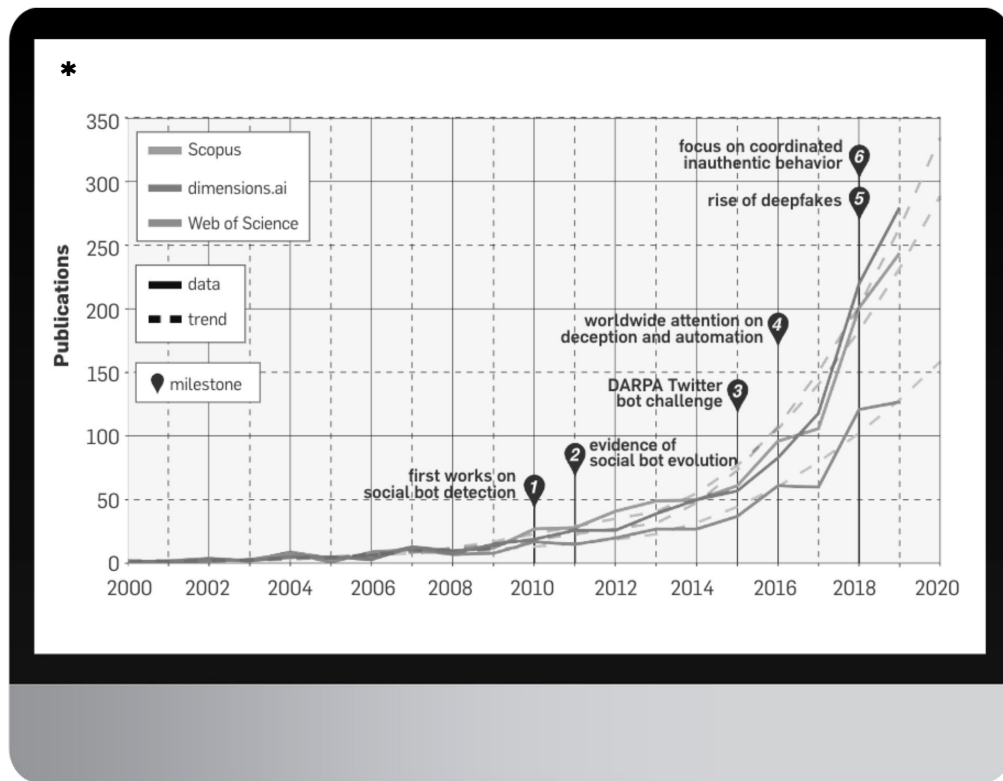 *
350
300
250
200
150
100
50
0
Publications
Scopus
dimensions.ai
Web of Science
data
trend
milestone
first works on
social bot detection
1
2
evidence of
social bot evolution
DARPA Twitter
bot challenge
3
worldwide attention on
deception and automation
4
rise of deepfakes
5
focus on coordinated
inauthentic behavior
6
2000 2002 2004 2006 2008 2010 2012 2014 2016 2018 2020